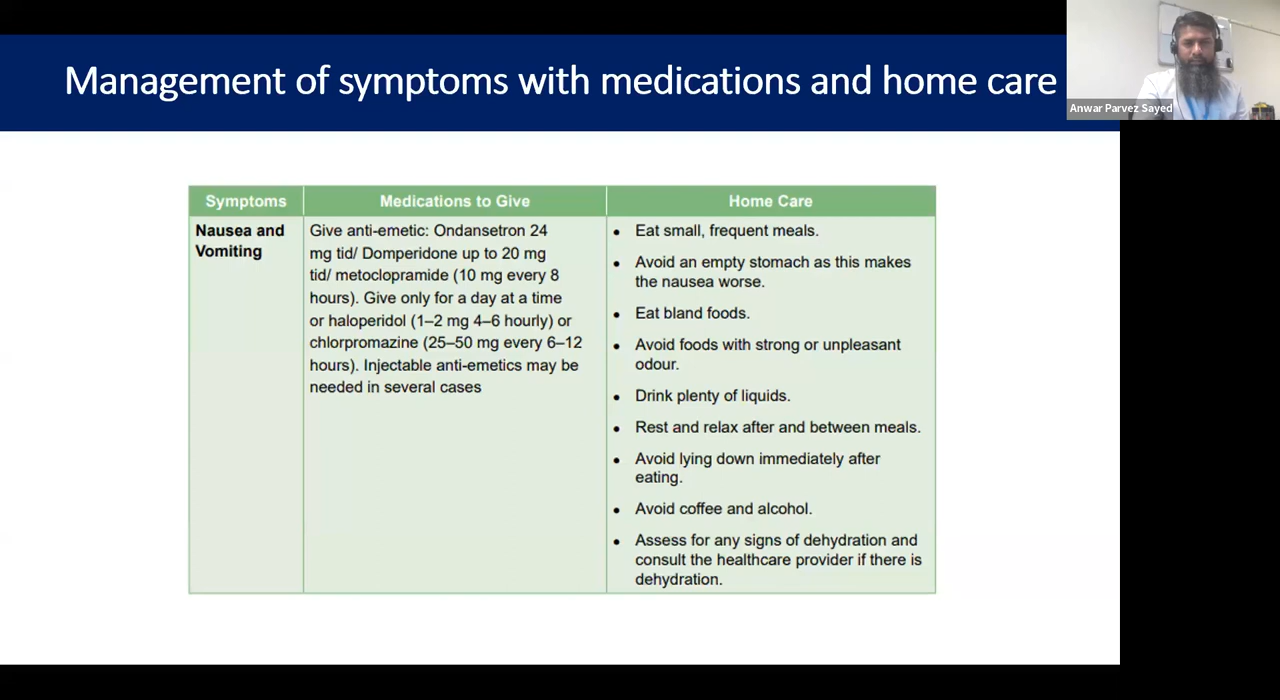 Management of symptoms with medications and home care
Anwar Parvez Sayed
Symptoms
Medications to Give
Home Care
Nausea and
Vomiting
Give anti-emetic: Ondansetron 24
mg tid/ Domperidone up to 20 mg
tid/ metoclopramide (10 mg every 8
hours). Give only for a day at a time
or haloperidol (1–2 mg 4–6 hourly) or
chlorpromazine (25–50 mg every 6–12
hours). Injectable anti-emetics may be
needed in several cases
• Eat small, frequent meals.
• Avoid an empty stomach as this makes
the nausea worse.
• Eat bland foods.
• Avoid foods with strong or unpleasant
odour.
• Drink plenty of liquids.
• Rest and relax after and between meals.
• Avoid lying down immediately after
eating.
• Avoid coffee and alcohol.
• Assess for any signs of dehydration and
consult the healthcare provider if there is
dehydration.